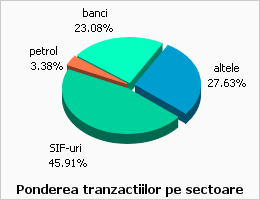 banci
23.08%
petrol
3.38%
altele
27.63%
SIF-uri
45.91%
Ponderea tranzactiilor pe sectoare